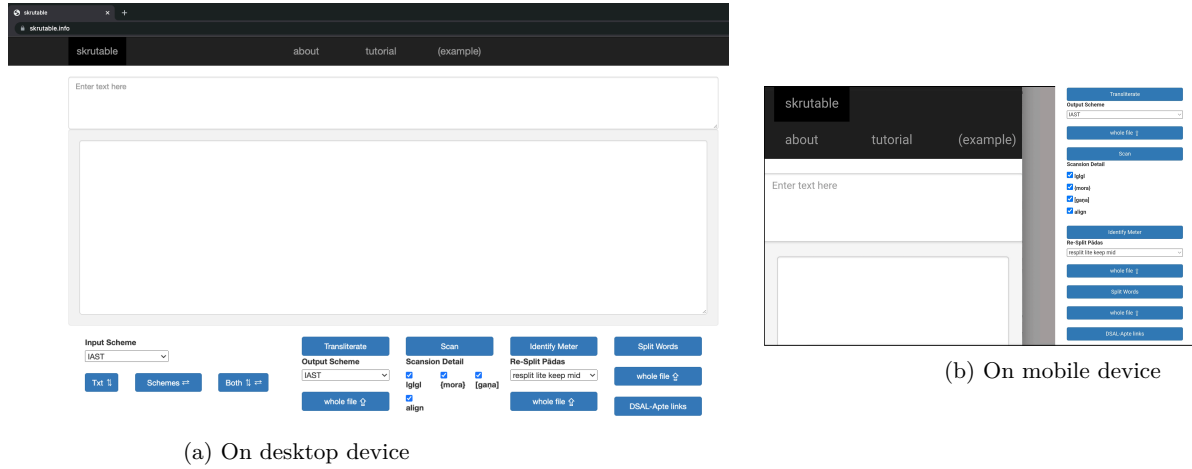 skrutable × +
skrutable.info
skrutable about tutorial (example)
Enter text here
Input Scheme
IAST
Txt ⇅ Schemes ⇄ Both ⇅ ⇄
Transliterate
Output Scheme
IAST
whole file ⇧
Scan
Scansion Detail
lglgl {mora} [gaṇa]
align
Identify Meter
Re-Split Pādas
resplit lite keep mid
whole file ⇧
Split Words
whole file ⇧
DSAL-Apte links
(a) On desktop device
skrutable
about tutorial (example)
Enter text here
Transliterate
Output Scheme
IAST
whole file ⇧
Scan
Scansion Detail
lglgl
{mora}
[gaṇa]
align
Identify Meter
Re-Split Pādas
resplit lite keep mid
whole file ⇧
Split Words
whole file ⇧
DSAL-Apte links
(b) On mobile device